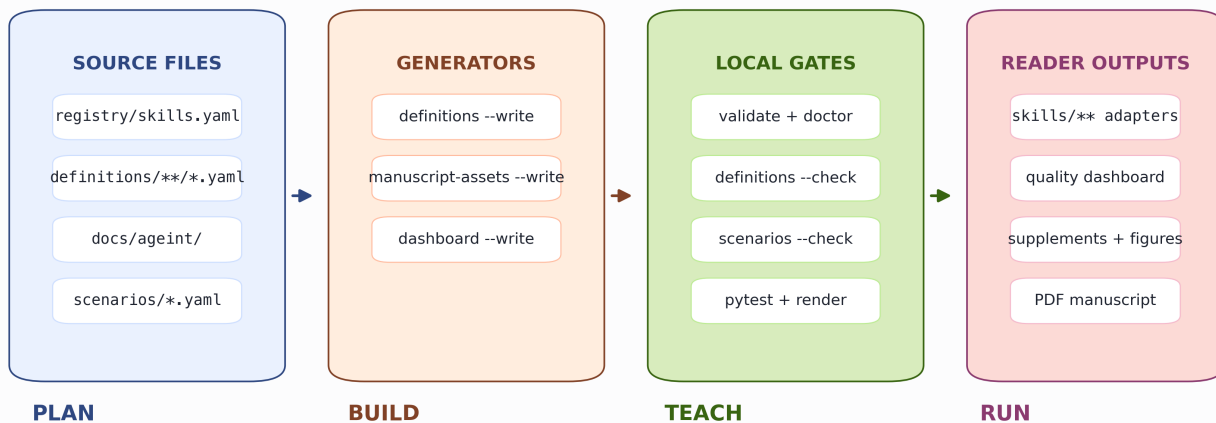 SOURCE FILES
registry/skills.yaml
definitions/**/*.yaml
docs/ageint/
scenarios/*.yaml
GENERATORS
definitions --write
manuscript-assets --write
dashboard --write
LOCAL GATES
validate + doctor
definitions --check
scenarios --check
pytest + render
READER OUTPUTS
skills/** adapters
quality dashboard
supplements + figures
PDF manuscript
PLAN
BUILD
TEACH
RUN